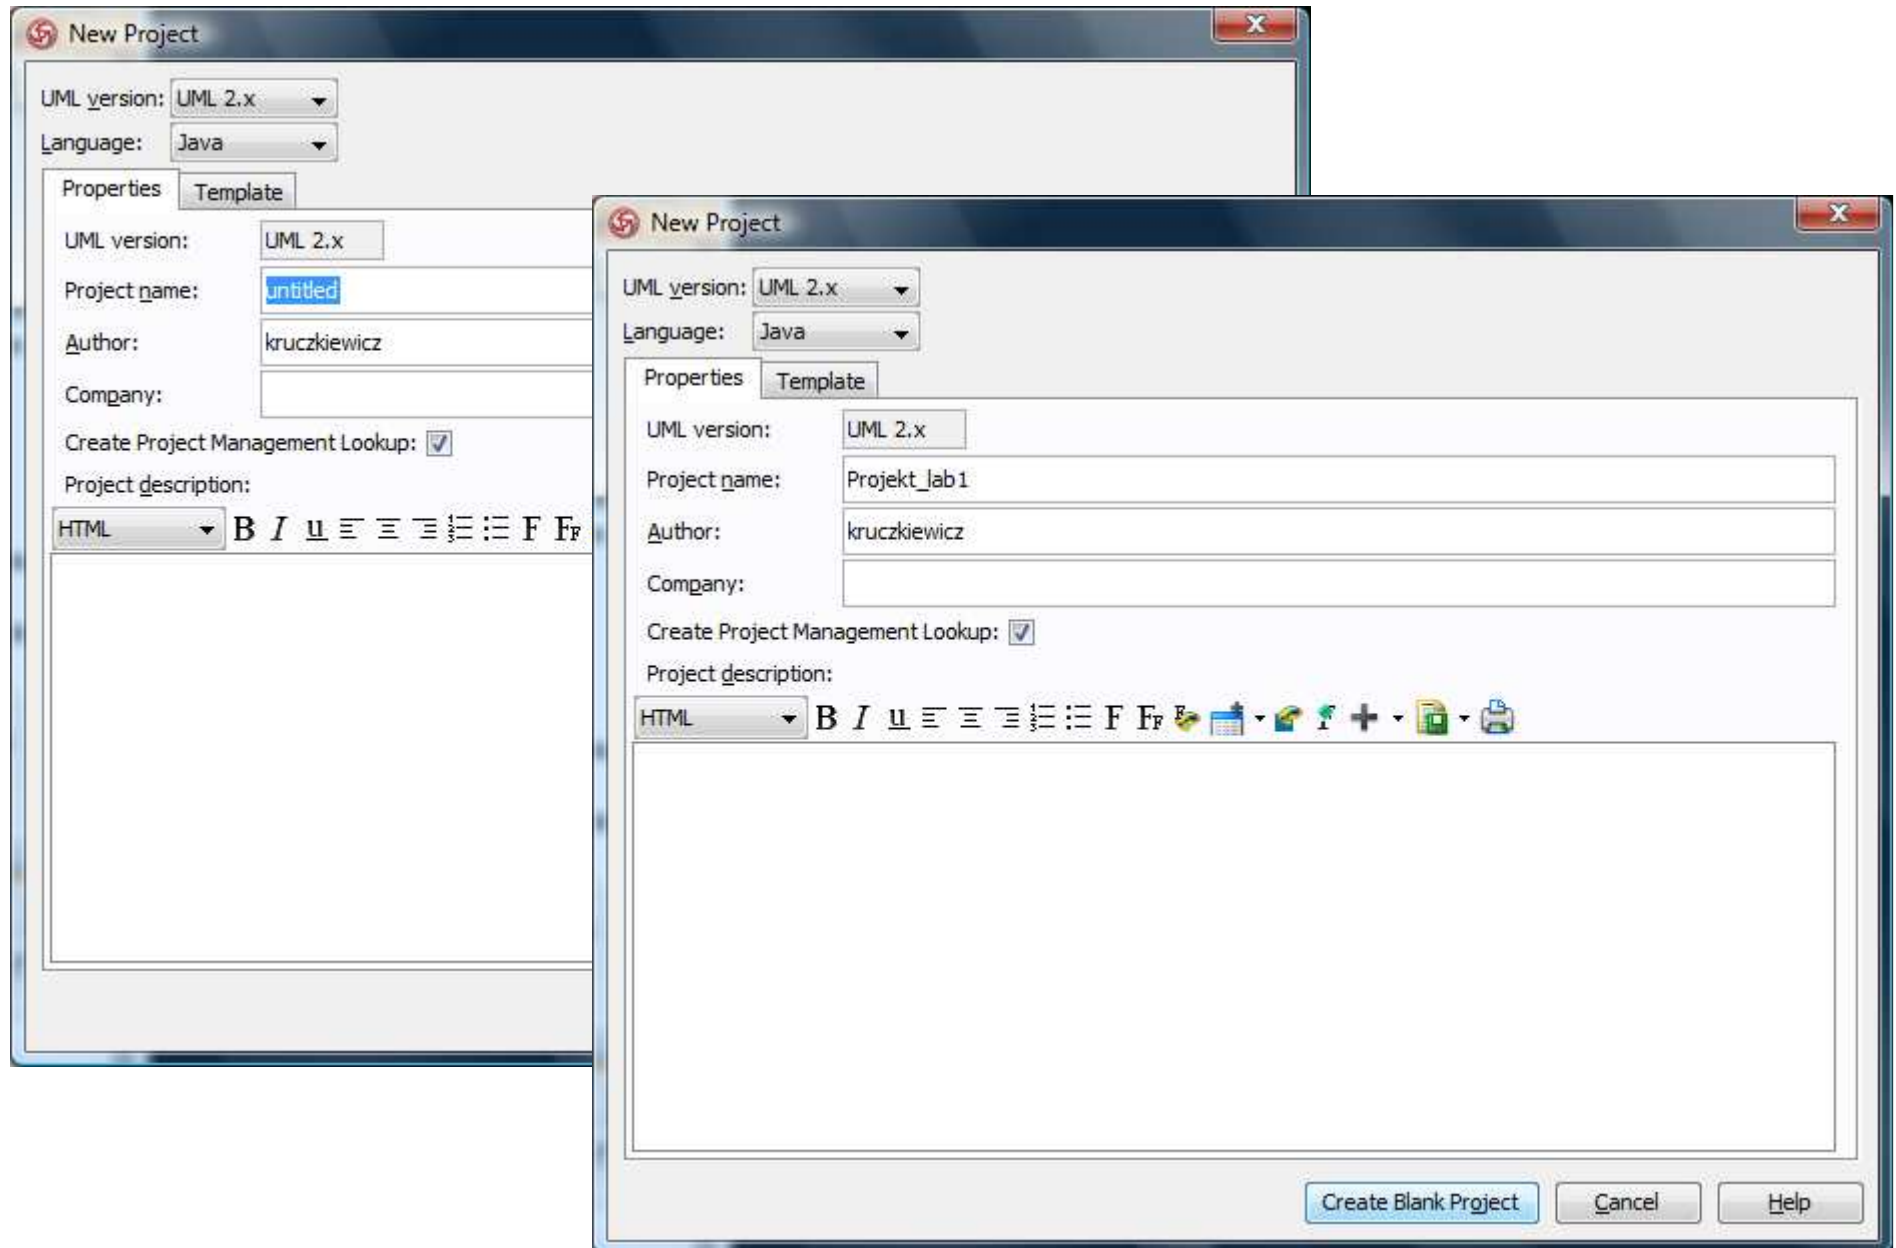 New Project
UML version: UML 2.x
Language: Java
Properties Template
UML version: UML 2.x
Project name: untitled
Author: kruczkiewicz
Company:
Create Project Management Lookup:
Project description:
HTML B I u F FF
New Project
UML version: UML 2.x
Language: Java
Properties Template
UML version: UML 2.x
Project name: Projekt_lab1
Author: kruczkiewicz
Company:
Create Project Management Lookup:
Project description:
HTML B I u F FF
Create Blank Project Cancel Help